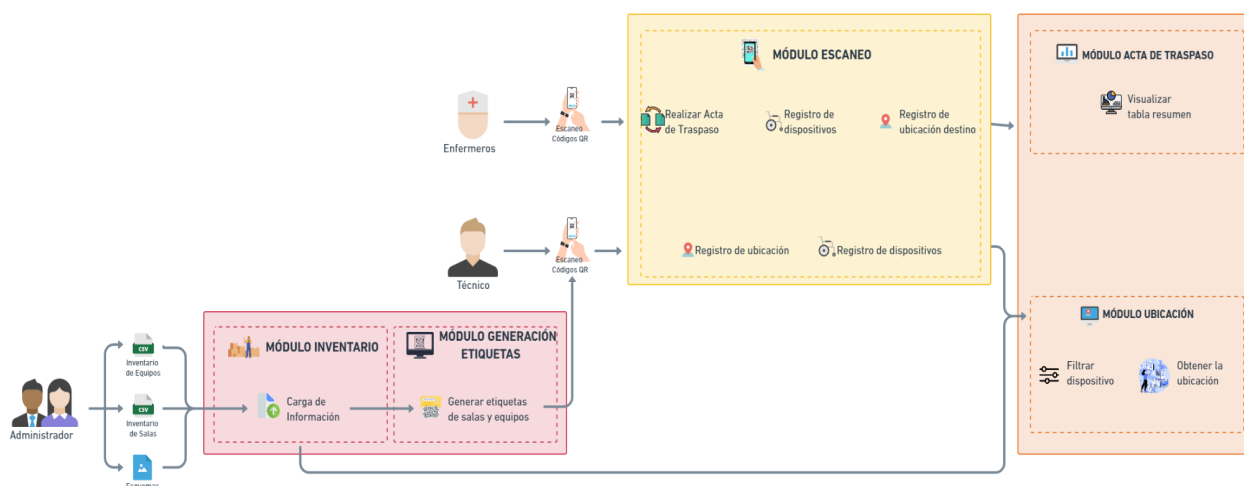 MÓDULO ESCANEO
Realizar Acta
de Traspaso
Registro de
dispositivos
Registro de
ubicación destino
MÓDULO ACTA DE TRASPASO
Visualizar
tabla resumen
Enfermeros
Escaneo
Códigos QR
Técnico
Escaneo
Códigos QR
Registro de ubicación
Registro de dispositivos
MÓDULO UBICACIÓN
Filtrar
dispositivo
Obtener la
ubicación
MÓDULO INVENTARIO
MÓDULO GENERACIÓN
ETIQUETAS
Carga de
Información
Generar etiquetas
de salas y equipos
Administrador
CSV
Inventario
de Equipos
CSV
Inventario
de Salas
Esquemas